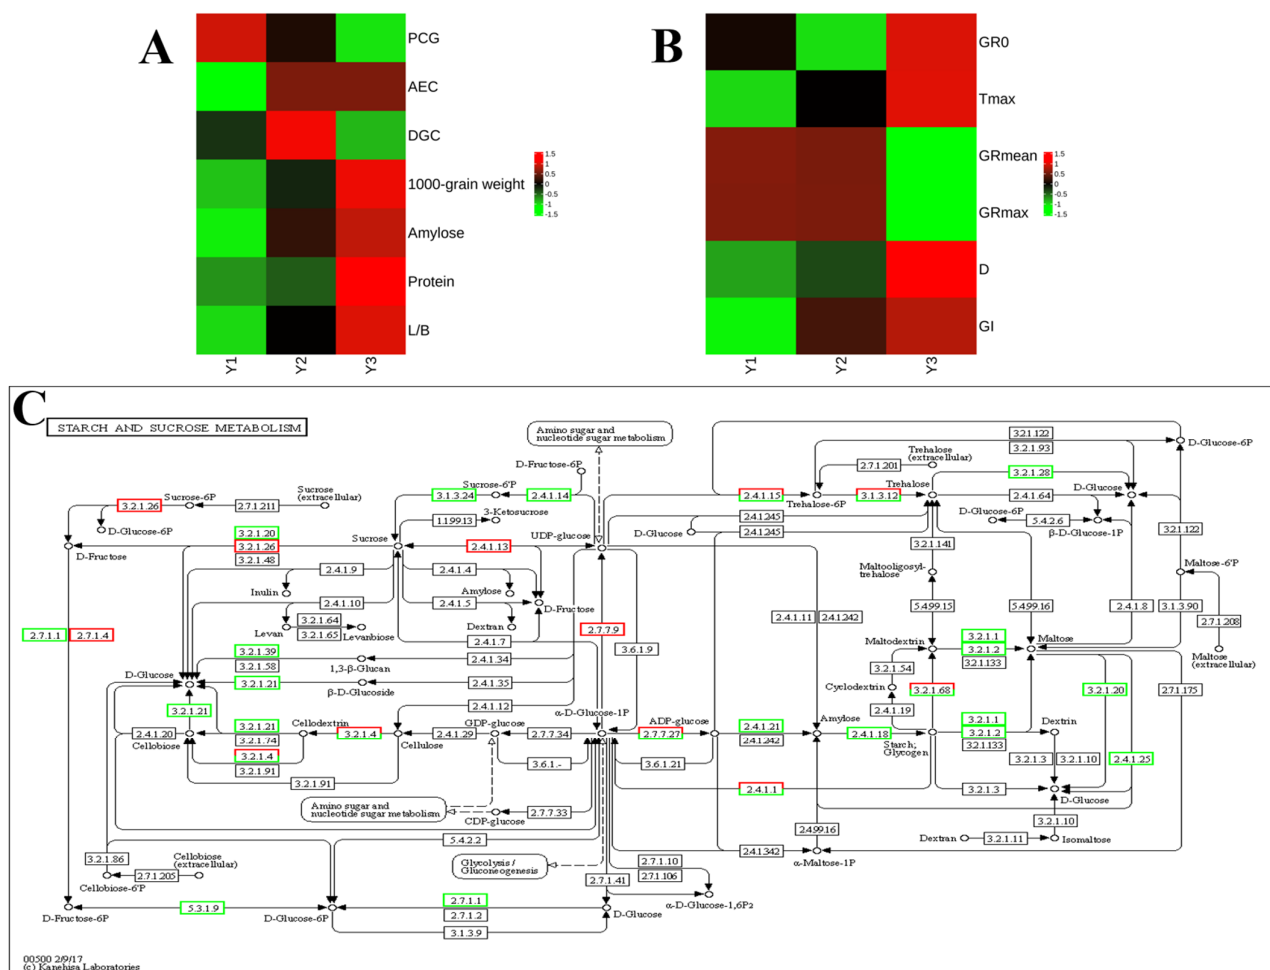 A
PCG
AEC
DGC
1000-grain weight
Amylose
Protein
L/B
Y1
Y2
Y3
1.5
1
0.5
0
-0.5
-1
-1.5
B
GR0
Tmax
GRmean
GRmax
D
GI
Y1
Y2
Y3
1.5
1
0.5
0
-0.5
-1
-1.5
C
STARCH AND SUCROSE METABOLISM
Amino sugar and
nucleotide sugar metabolism
D-Fructose-6P
Sucrose-6'P
3.1.3.24
2.4.1.14
3-Ketosucrose
1.1.99.13
UDP-glucose
Sucrose-6P
Sucrose
(extracellular)
3.2.1.26
2.7.1.211
D-Glucose-6P
D-Fructose
3.2.1.20
3.2.1.26
3.2.1.48
Sucrose
2.4.1.13
2.4.1.9
Inulin
2.4.1.4
Amylose
2.4.1.10
2.4.1.5
D-Fructose
Levan
3.2.1.64
3.2.1.65
Levanbiose
Dextran
2.4.1.7
2.7.1.1
2.7.1.4
2.7.7.9
3.6.1.9
3.2.1.39
3.2.1.58
1,3-β-Glucan
2.4.1.34
D-Glucose
3.2.1.21
β-D-Glucoside
2.4.1.35
3.2.1.21
2.4.1.12
α-D-Glucose-1P
2.4.1.20
Cellobiose
3.2.1.21
3.2.1.74
3.2.1.4
3.2.1.91
Cellodextrin
3.2.1.4
Cellulose
2.4.1.29
GDP-glucose
2.7.7.34
3.6.1.-
3.2.1.91
Amino sugar and
nucleotide sugar metabolism
CDP-glucose
2.7.7.33
5.4.2.2
3.2.1.86
Cellobiose
(extracellular)
2.7.1.205
Cellobiose-6'P
Glycolysis /
Gluconeogenesis
2.7.1.41
2.7.1.10
2.7.1.106
α-D-Glucose-1,6P2
D-Fructose-6P
5.3.1.9
D-Glucose-6P
2.7.1.1
2.7.1.2
3.1.3.9
D-Glucose
3.2.1.122
3.2.1.93
D-Glucose-6P
2.7.1.201
Trehalose
(extracellular)
2.4.1.15
Trehalose-6P
3.1.3.12
Trehalose
3.2.1.28
2.4.1.64
D-Glucose
2.4.1.245
2.4.1.245
D-Glucose
D-Glucose-6P
5.4.2.6
β-D-Glucose-1P
3.2.1.122
3.2.1.141
Maltooligosyl-
trehalose
5.4.99.15
5.4.99.16
2.4.1.8
3.1.3.90
Maltose-6'P
2.7.1.208
Maltose
(extracellular)
2.4.1.11
2.4.1.242
Maltodextrin
3.2.1.1
3.2.1.2
3.2.1.133
Maltose
3.2.1.54
Cyclodextrin
3.2.1.68
3.2.1.20
2.7.1.175
2.4.1.19
ADP-glucose
2.7.7.27
2.4.1.21
2.4.1.242
Amylose
2.4.1.18
Starch;
Glycogen
3.2.1.1
3.2.1.2
3.2.1.133
Dextrin
3.6.1.21
3.2.1.3
3.2.1.10
2.4.1.25
2.4.1.1
3.2.1.3
D-Glucose
2.4.99.16
3.2.1.10
Dextran
3.2.1.11
Isomaltose
2.4.1.342
α-Maltose-1P
00500 2/9/17
(c) Kanehisa Laboratories